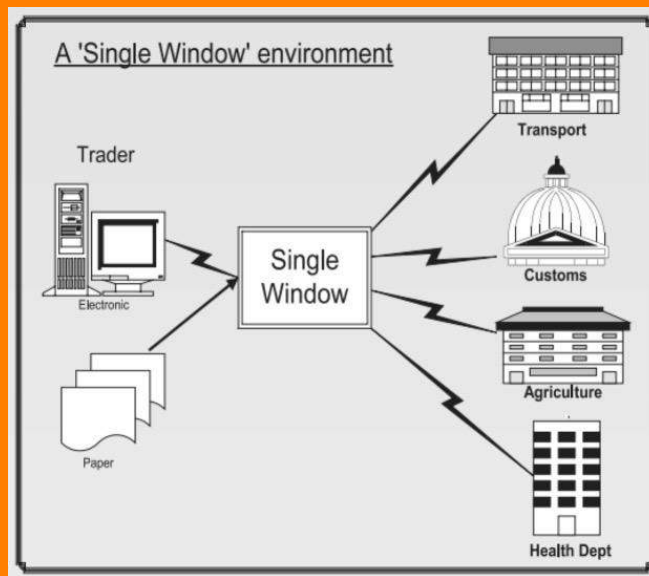 A 'Single Window' environment
Trader
Electronic
Paper
Single
Window
Transport
Customs
Agriculture
Health Dept